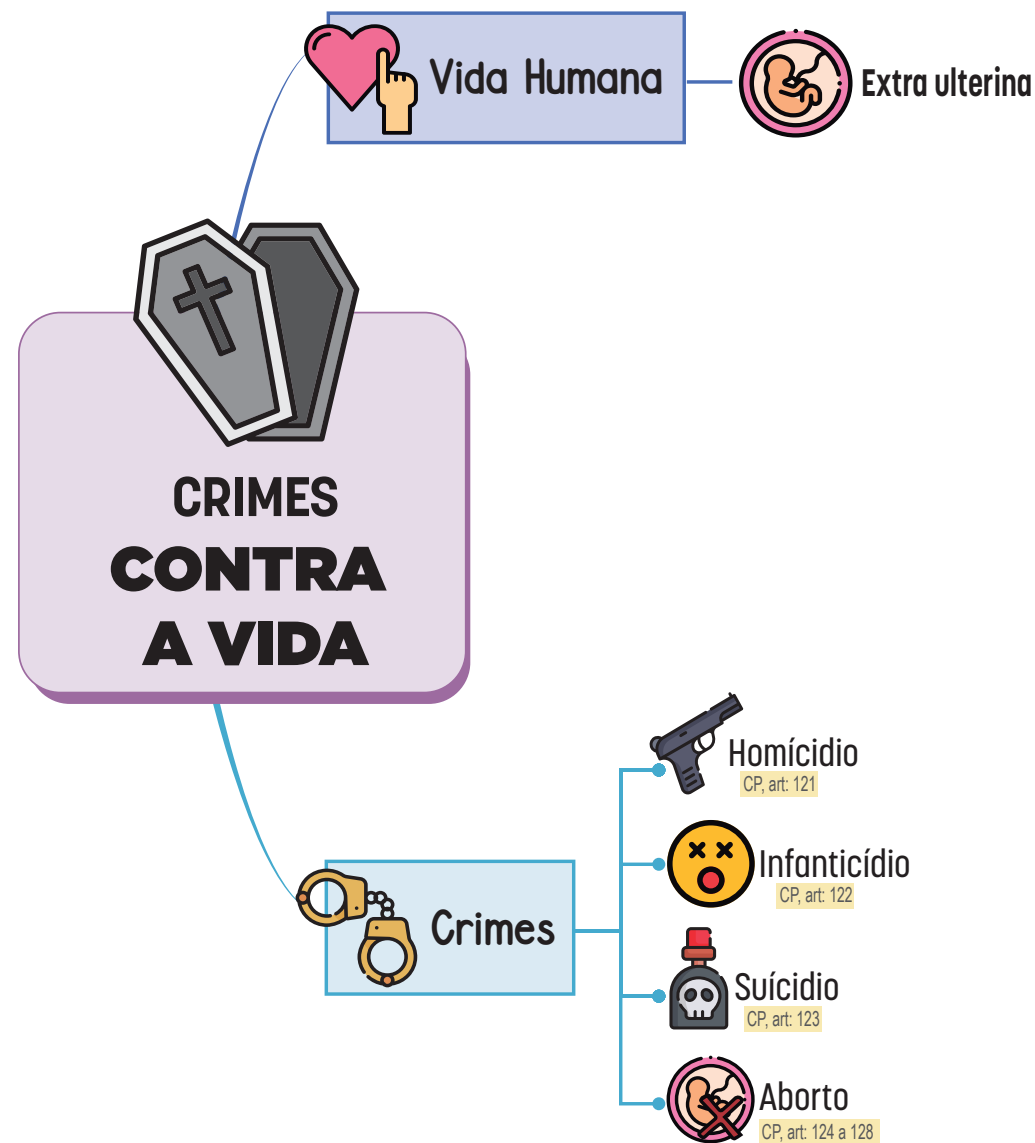 Vida Humana
Extra ulterina
CRIMES
CONTRA
A VIDA
Homícidio
CP, art: 121
Infanticídio
CP, art: 122
Crimes
Suícidio
CP, art: 123
Aborto
CP, art: 124 a 128